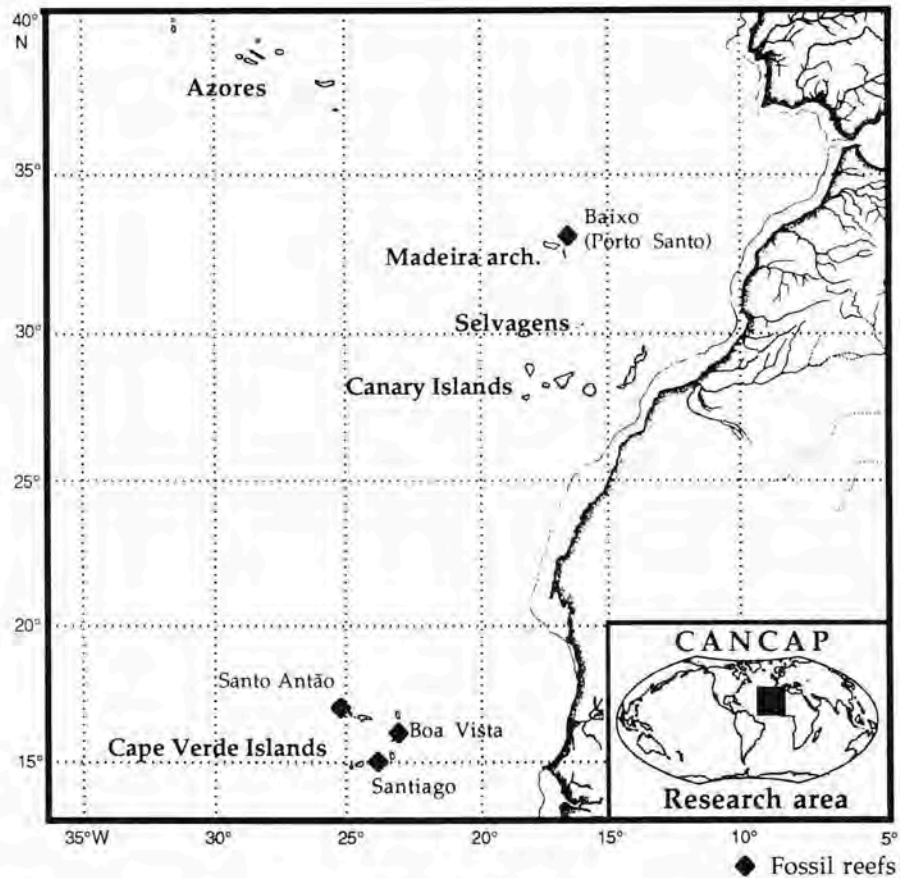 40°
N
Azores
35°
Baixo
(Porto Santo)
Madeira arch.
30°
Selvagens
Canary Islands
25°
20°
CANCAP
Santo Antão
Boa Vista
Cape Verde Islands
15°
Santiago
Research area
35°W 30° 25° 20° 15° 10° 5°
Fossil reefs